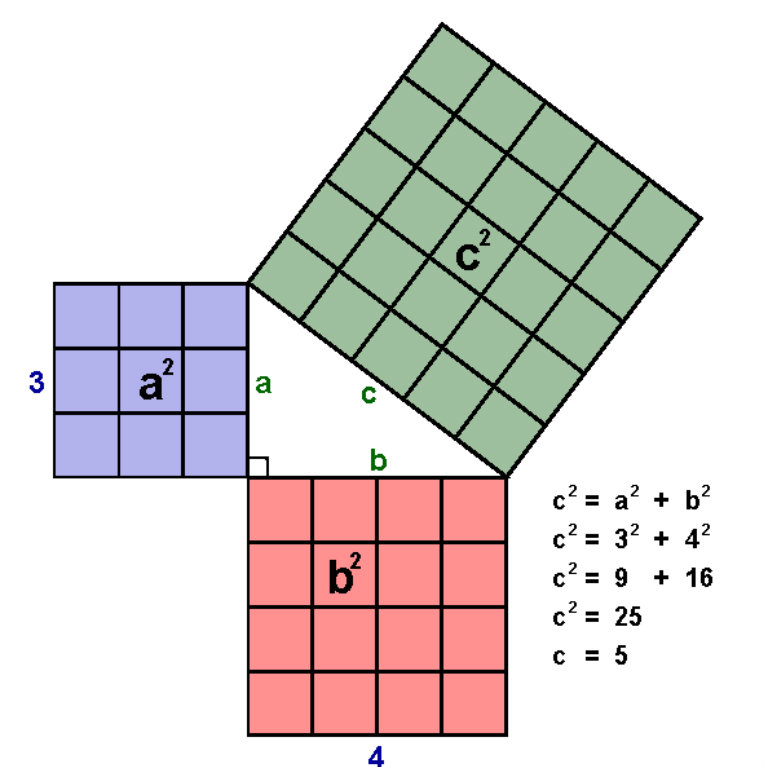 c²
3
a²
a
c
b
b²
c² = a² + b²
c² = 3² + 4²
c² = 9 + 16
c² = 25
c = 5
4